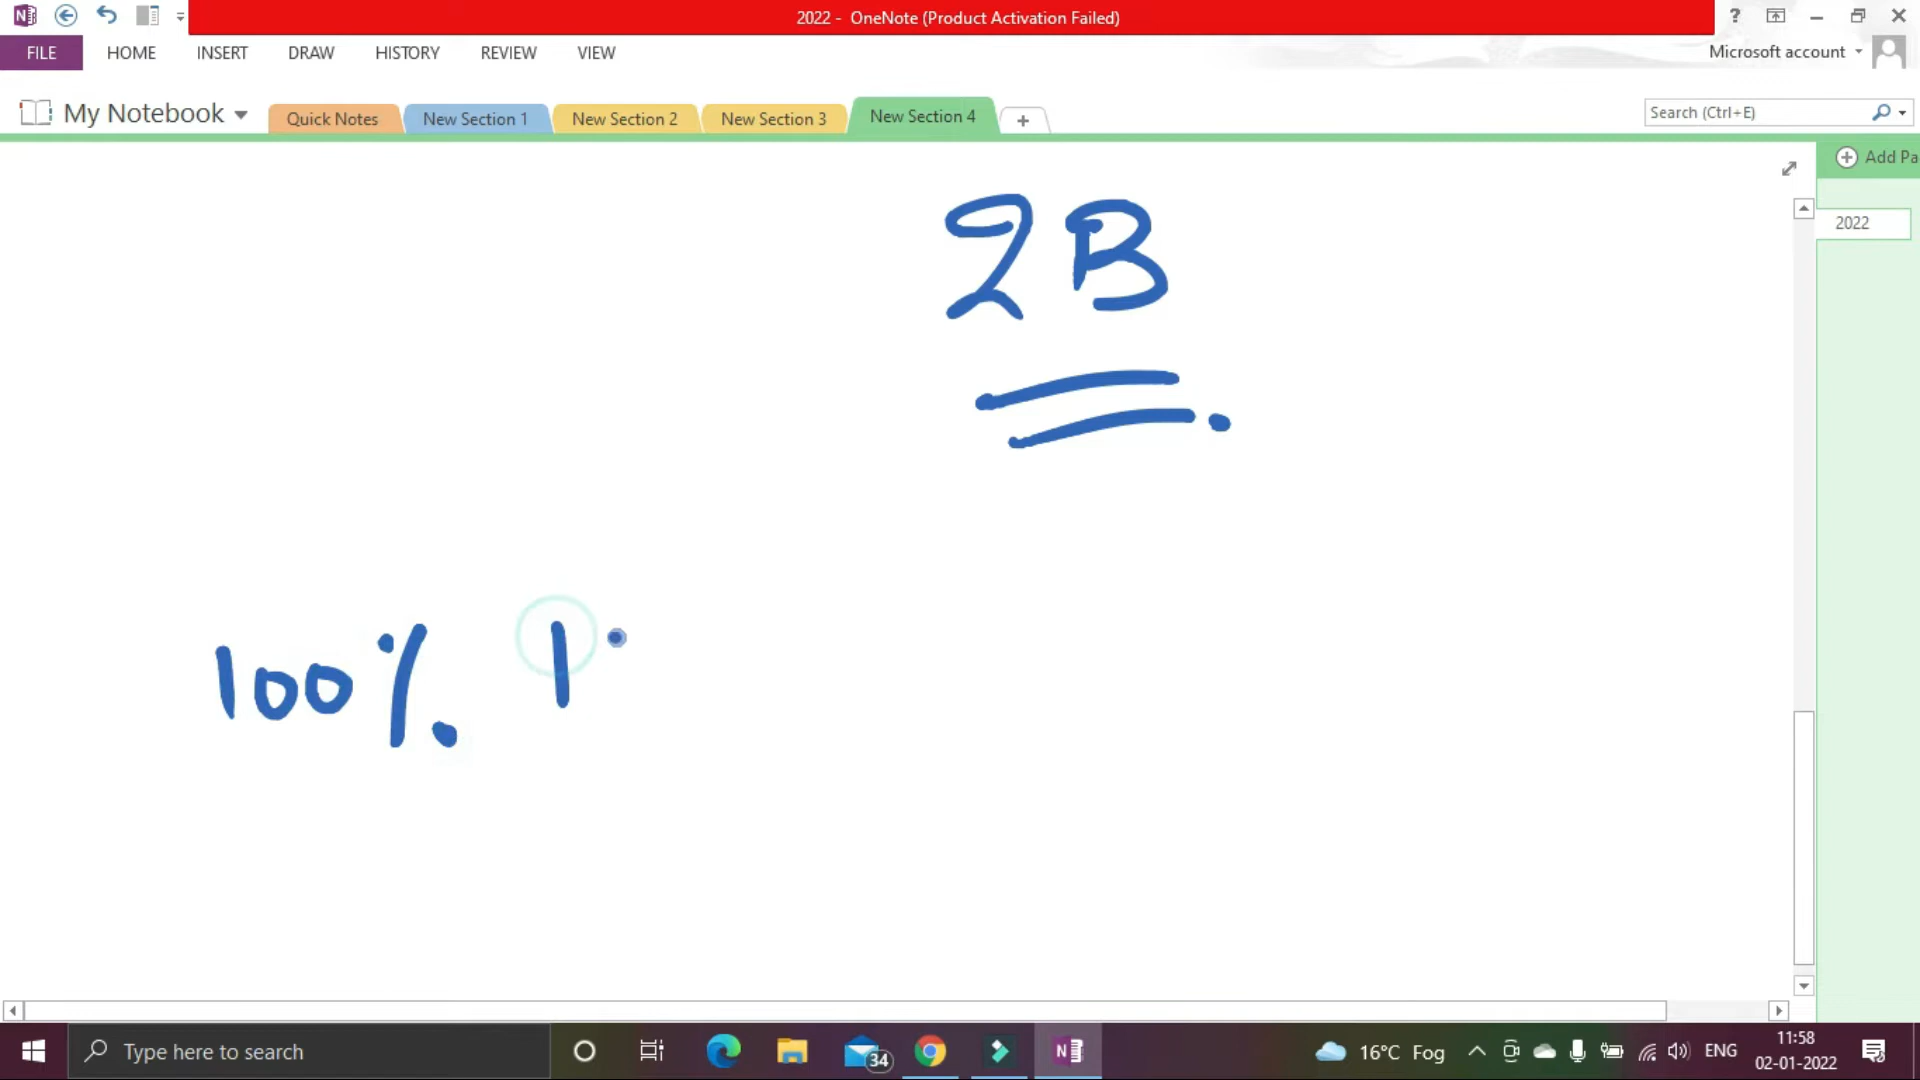 2022 - OneNote (Product Activation Failed)
?
FILE HOME INSERT DRAW HISTORY REVIEW VIEW
Microsoft account
My Notebook
Quick Notes New Section 1 New Section 2 New Section 3 New Section 4 +
Search (Ctrl+E)
Add Pa
2022
2B
100%
Type here to search
34
16°C Fog
ENG
11:58
02-01-2022